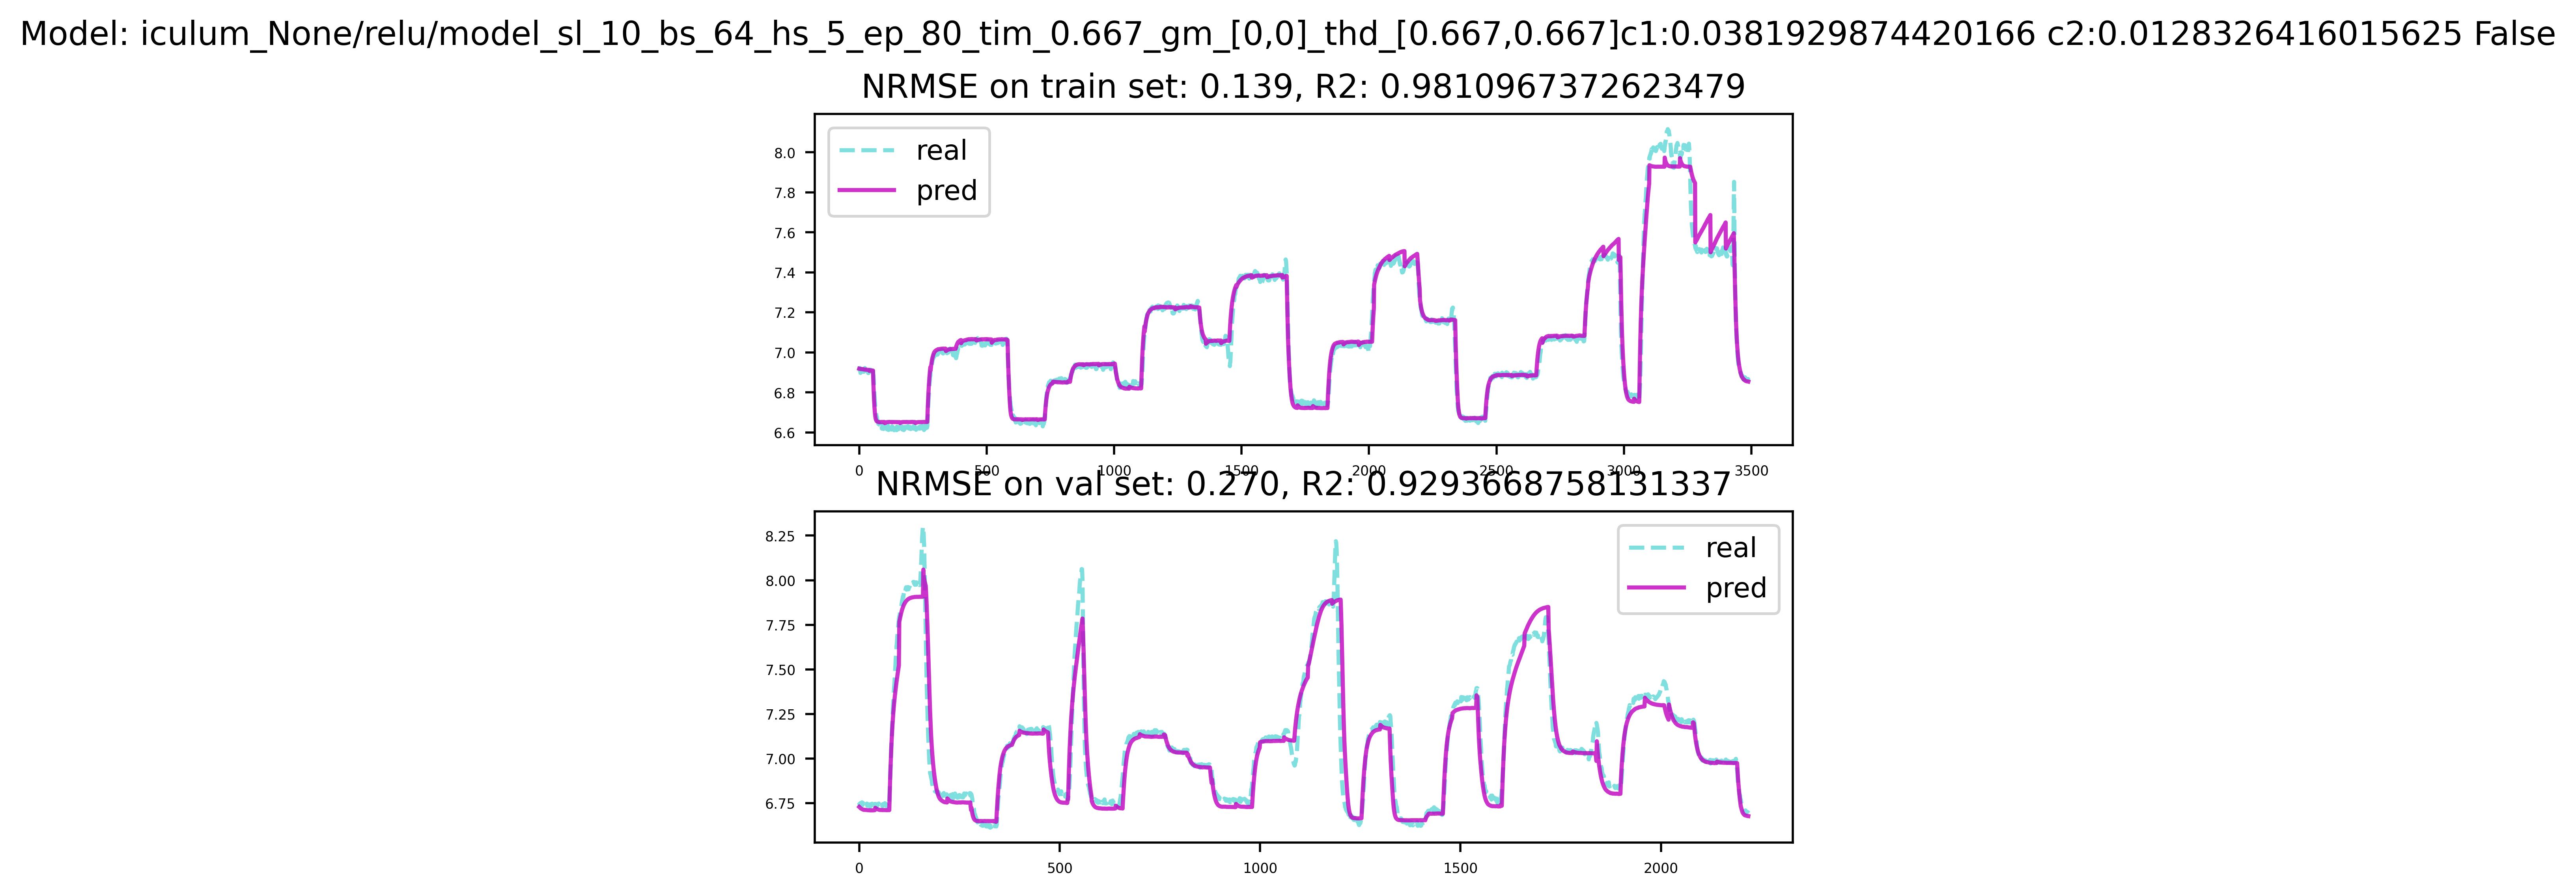 Model: iculum_None/relu/model_sl_10_bs_64_hs_5_ep_80_tim_0.667_gm_[0,0]_thd_[0.667,0.667]c1:0.0381929874420166 c2:0.0128326416015625 False
NRMSE on train set: 0.139, R2: 0.9810967372623479
real
pred
8.0
7.8
7.6
7.4
7.2
7.0
6.8
6.6
0 500 1000 1500 2000 2500 3000 3500
NRMSE on val set: 0.270, R2: 0.9293668758131337
real
pred
8.25
8.00
7.75
7.50
7.25
7.00
6.75
0 500 1000 1500 2000